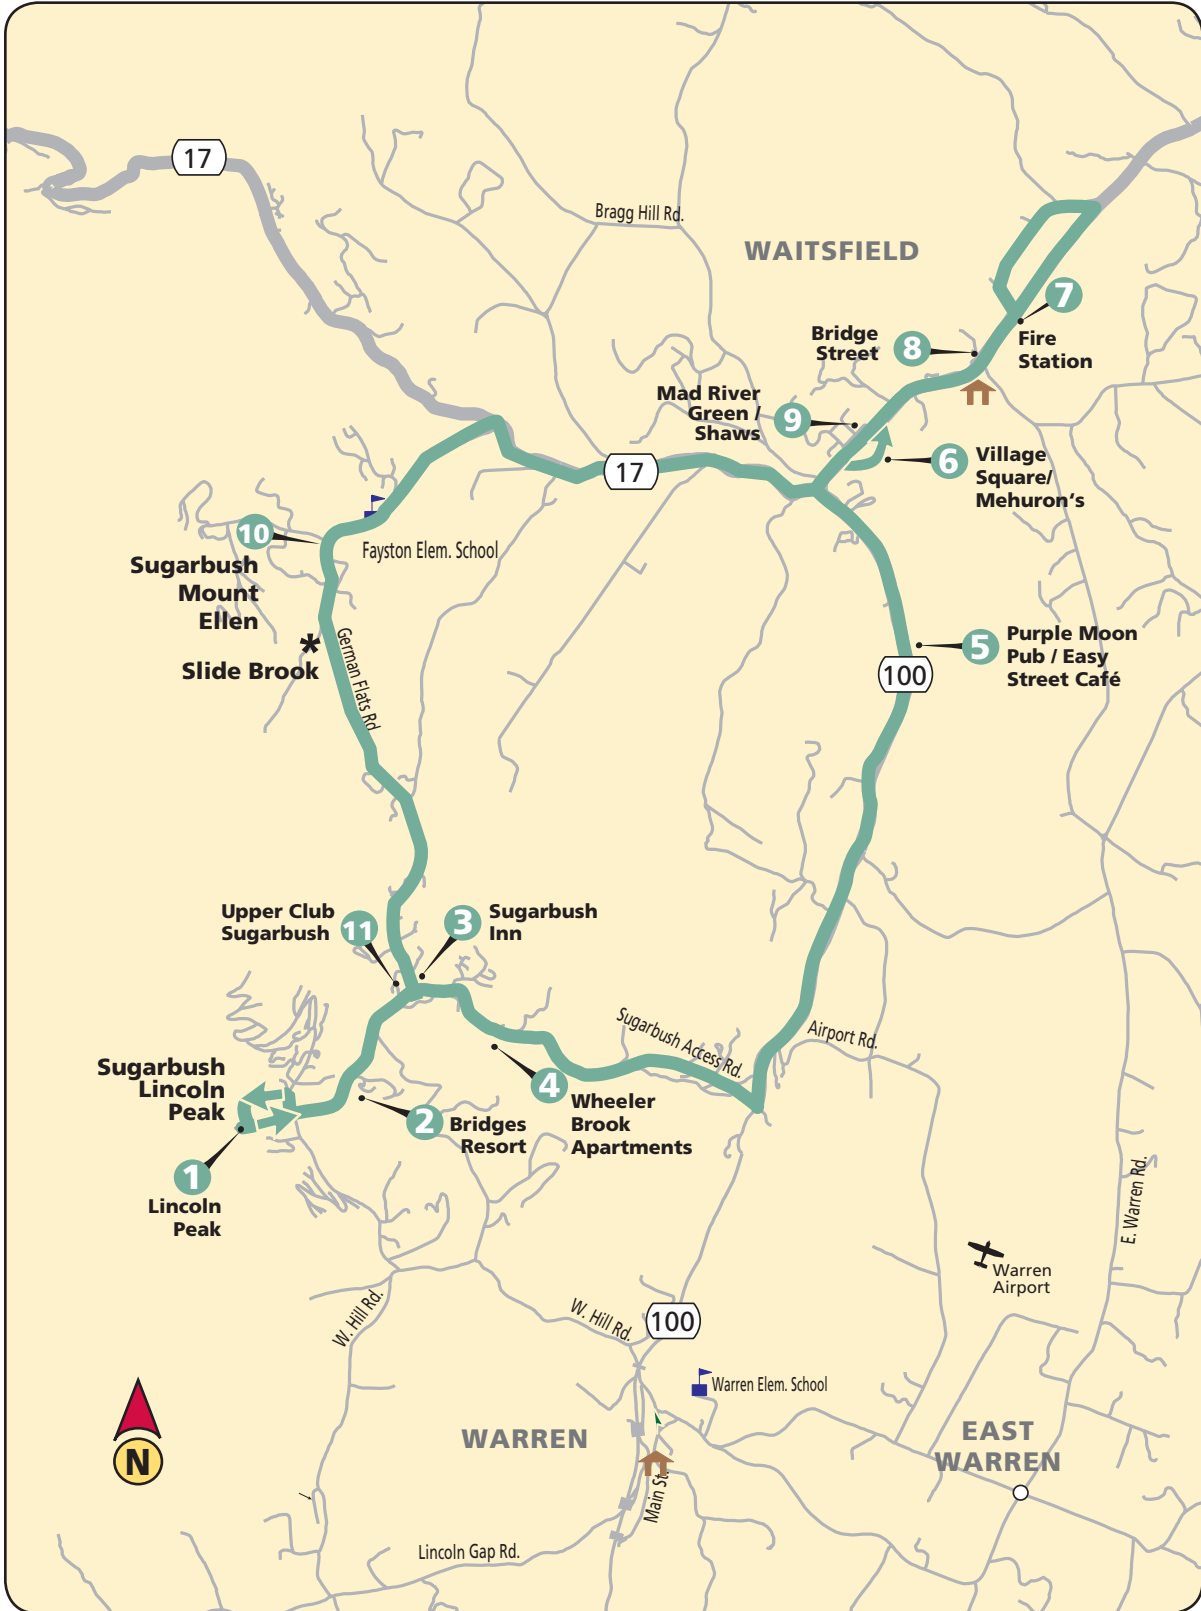 17
Bragg Hill Rd.
WAITSFIELD
7
Fire
Station
Bridge
Street
8
Mad River
Green /
Shaws
9
17
6
Village
Square/
Mehuron's
10
Sugarbush
Mount
Ellen
Fayston Elem. School
*
Slide Brook
German Flats Rd
5
Purple Moon
Pub / Easy
Street Café
100
Upper Club
Sugarbush
11
3
Sugarbush
Inn
Sugarbush Access Rd.
Airport Rd.
Sugarbush
Lincoln
Peak
4
Wheeler
Brook
Apartments
2
Bridges
Resort
1
Lincoln
Peak
E. Warren Rd.
Warren
Airport
W. Hill Rd.
W. Hill Rd.
100
Warren Elem. School
N
WARREN
EAST
WARREN
Main St.
Lincoln Gap Rd.